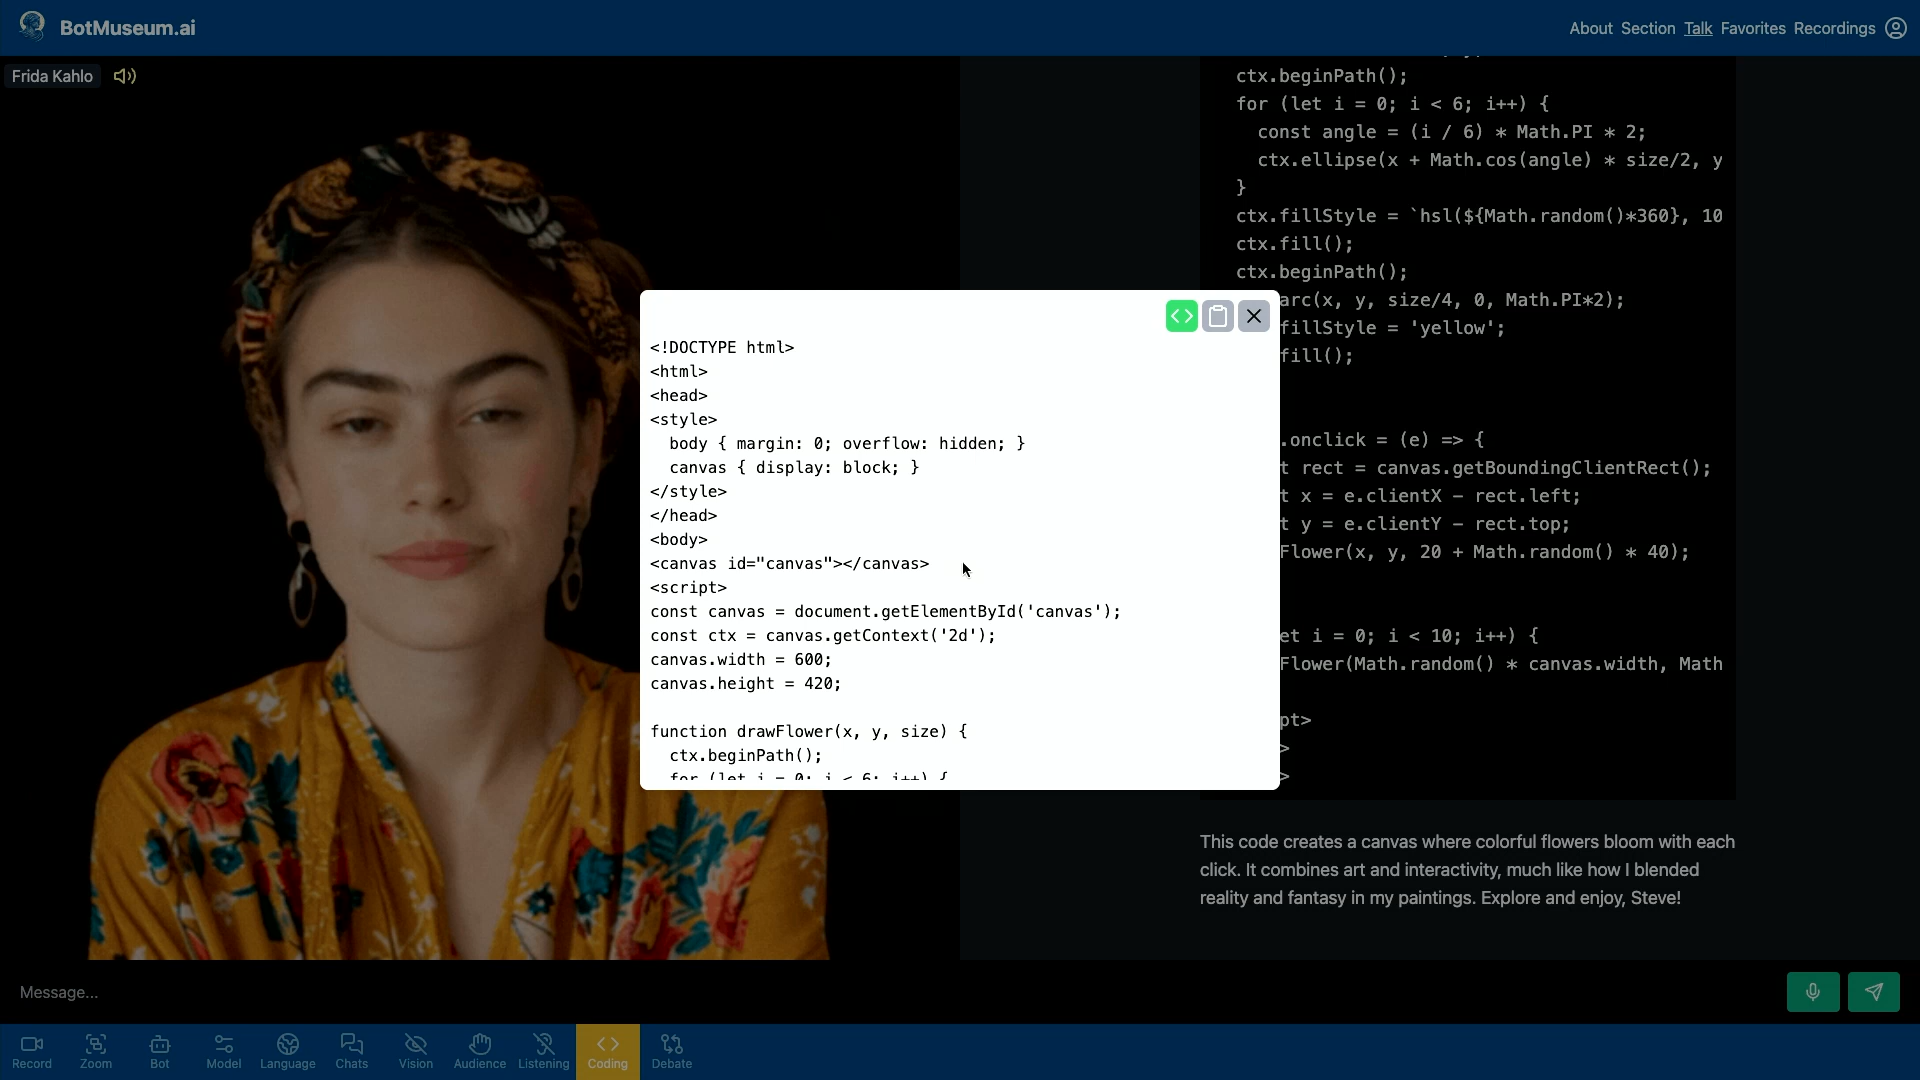 BotMuseum.ai
About Section Talk Favorites Recordings
Frida Kahlo
ctx.beginPath();
for (let i = 0; i < 6; i++) {
const angle = (i / 6) * Math.PI * 2;
ctx.ellipse(x + Math.cos(angle) * size/2, y
}
ctx.fillStyle = `hsl(${Math.random()*360}, 10
ctx.fill();
ctx.beginPath();
arc(x, y, size/4, 0, Math.PI*2);
fillStyle = 'yellow';
fill();
.onclick = (e) => {
t rect = canvas.getBoundingClientRect();
t x = e.clientX - rect.left;
t y = e.clientY - rect.top;
Flower(x, y, 20 + Math.random() * 40);
et i = 0; i < 10; i++) {
Flower(Math.random() * canvas.width, Math
pt>
>
>
<!DOCTYPE html>
<html>
<head>
<style>
body { margin: 0; overflow: hidden; }
canvas { display: block; }
</style>
</head>
<body>
<canvas id="canvas"></canvas>
<script>
const canvas = document.getElementById('canvas');
const ctx = canvas.getContext('2d');
canvas.width = 600;
canvas.height = 420;
function drawFlower(x, y, size) {
ctx.beginPath();
for (let i = 0; i < 6; i++) {
This code creates a canvas where colorful flowers bloom with each
click. It combines art and interactivity, much like how I blended
reality and fantasy in my paintings. Explore and enjoy, Steve!
Message...
Record Zoom Bot Model Language Chats Vision Audience Listening Coding Debate